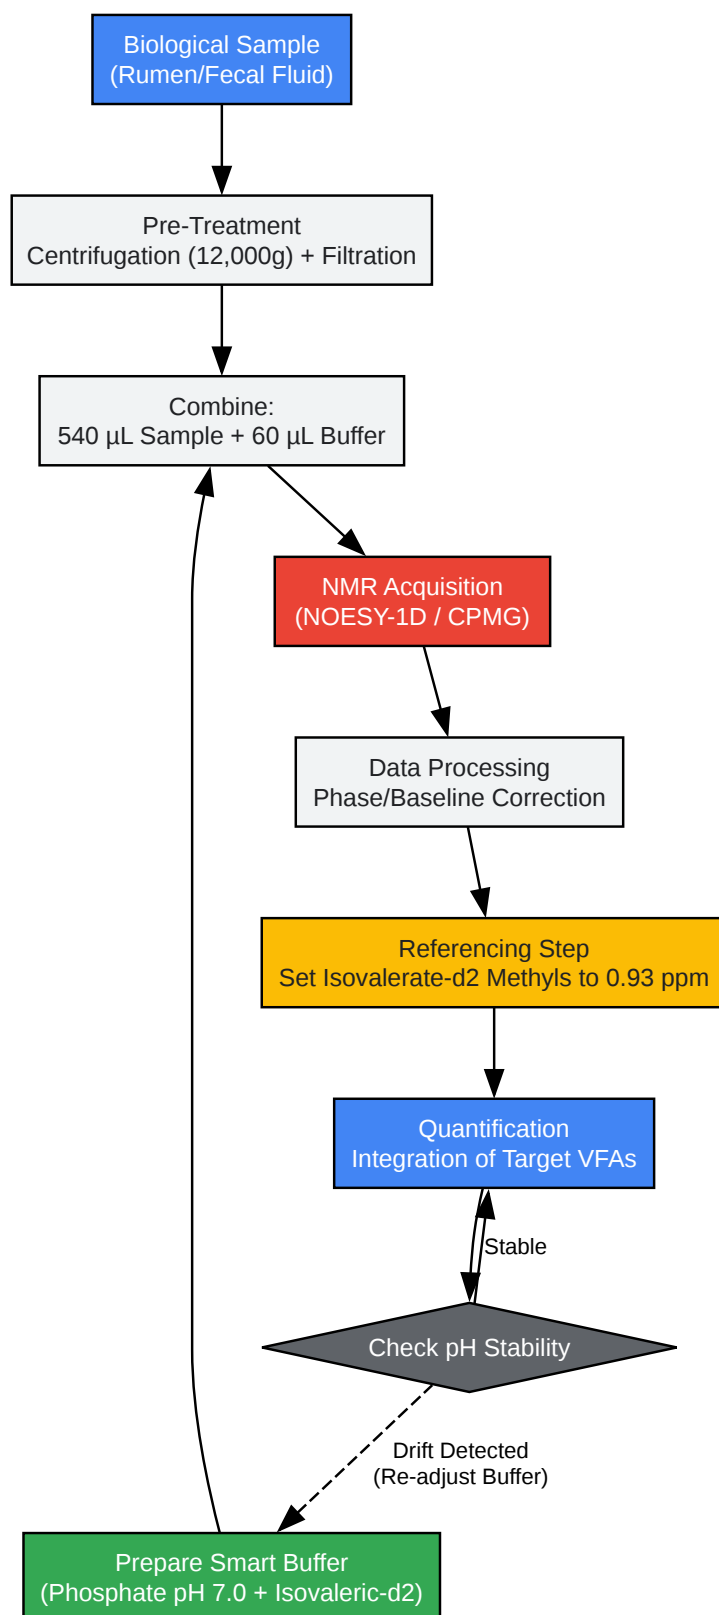 Biological Sample
(Rumen/Fecal Fluid)
Pre-Treatment
Centrifugation (12,000g) + Filtration
Combine:
540 µL Sample + 60 µL Buffer
NMR Acquisition
(NOESY-1D / CPMG)
Data Processing
Phase/Baseline Correction
Referencing Step
Set Isovalerate-d2 Methyls to 0.93 ppm
Quantification
Integration of Target VFAs
Stable
Check pH Stability
Drift Detected
(Re-adjust Buffer)
Prepare Smart Buffer
(Phosphate pH 7.0 + Isovaleric-d2)